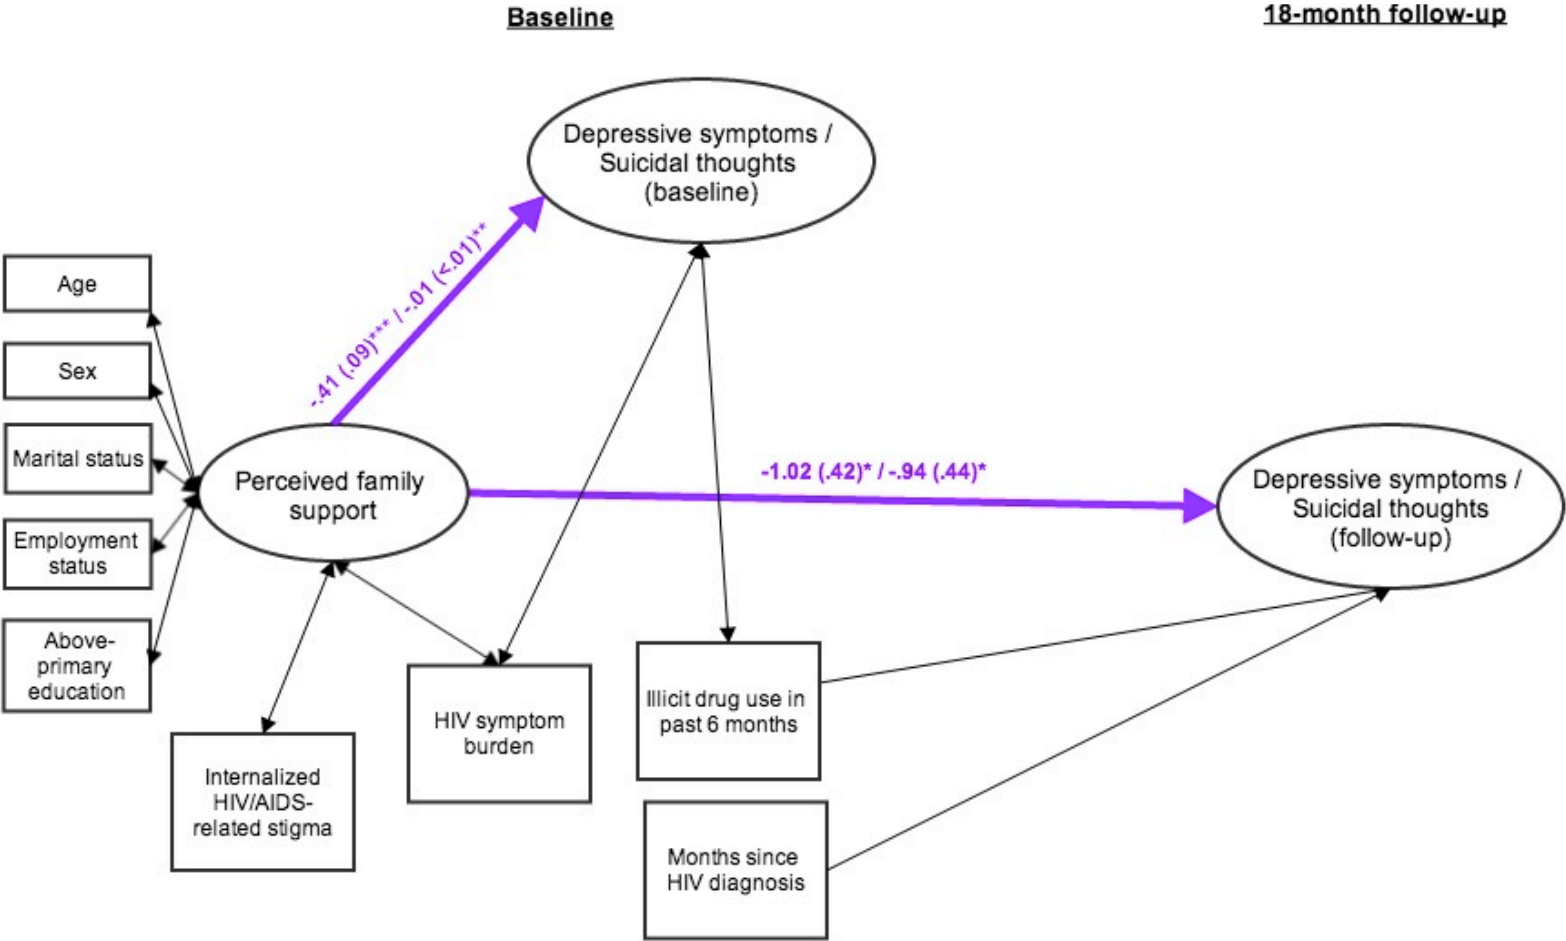 Baseline
18-month follow-up
Depressive symptoms /
Suicidal thoughts
(baseline)
-.41 (.09)*** / -.01 (<.01)**
Age
Sex
Marital status
Employment
status
Above-
primary
education
Perceived family
support
-1.02 (.42)* / -.94 (.44)*
Depressive symptoms /
Suicidal thoughts
(follow-up)
Internalized
HIV/AIDS-
related stigma
HIV symptom
burden
Illicit drug use in
past 6 months
Months since
HIV diagnosis